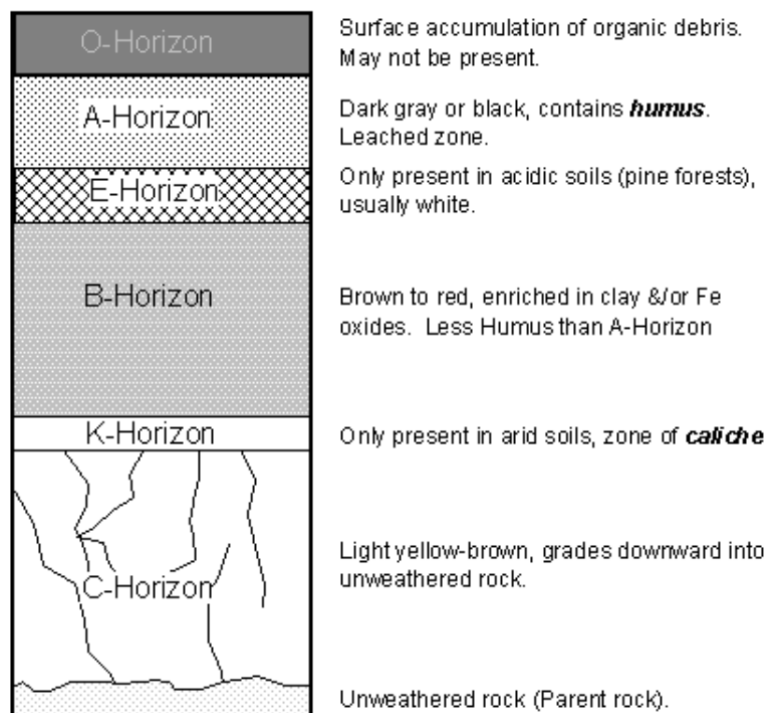 O-Horizon
Surface accumulation of organic debris.
May not be present.
A-Horizon
Dark gray or black, contains humus.
Leached zone.
E-Horizon
Only present in acidic soils (pine forests),
usually white.
B-Horizon
Brown to red, enriched in clay &/or Fe
oxides. Less Humus than A-Horizon
K-Horizon
Only present in arid soils, zone of caliche
C-Horizon
Light yellow-brown, grades downward into
unweathered rock.
Unweathered rock (Parent rock).